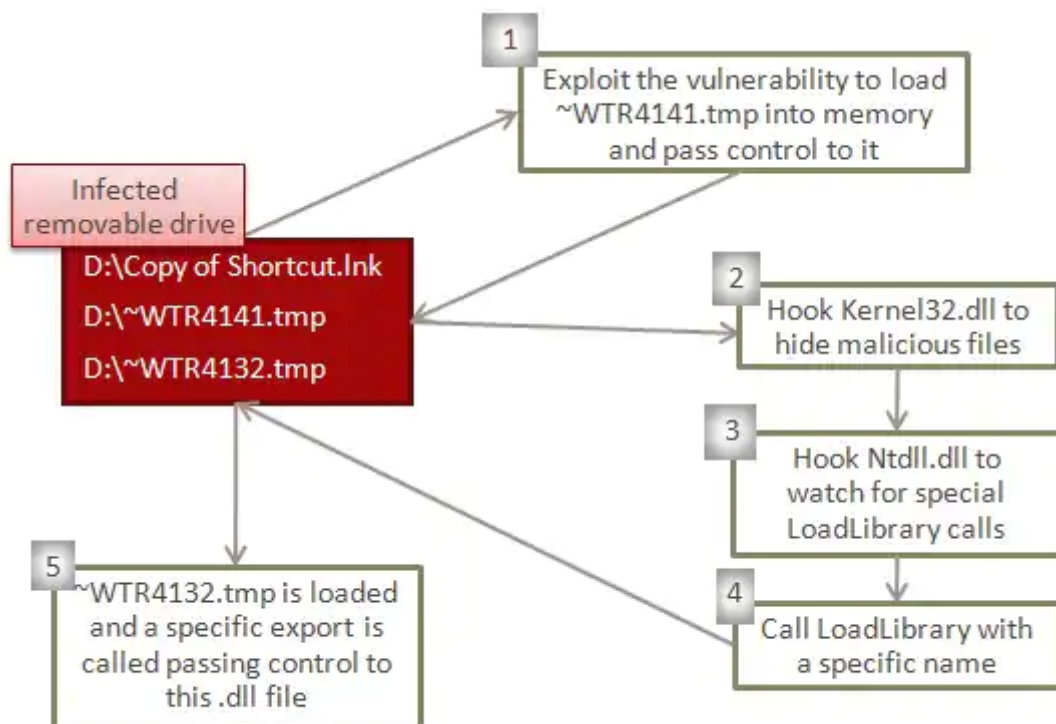 1
Exploit the vulnerability to load
~WTR4141.tmp into memory
and pass control to it
Infected
removable drive
D:\Copy of Shortcut.lnk
D:\~WTR4141.tmp
D:\~WTR4132.tmp
2
Hook Kernel32.dll to
hide malicious files
3
Hook Ntdll.dll to
watch for special
LoadLibrary calls
4
Call LoadLibrary with
a specific name
5
~WTR4132.tmp is loaded
and a specific export is
called passing control to
this .dll file